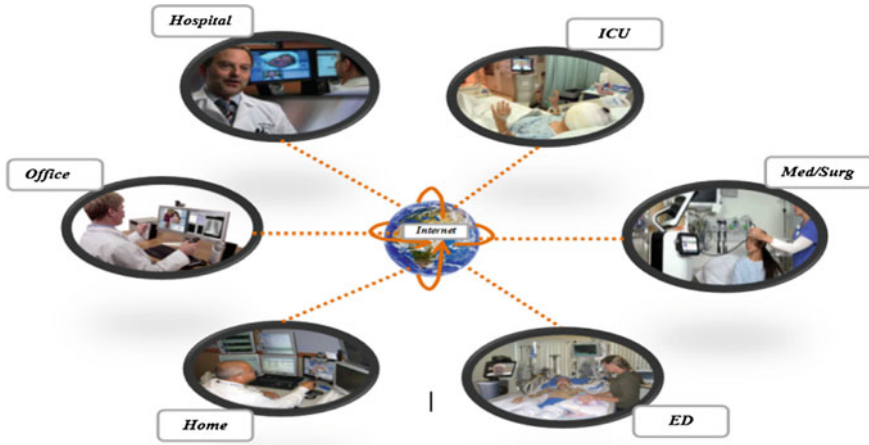 Hospital
ICU
Office
Med/Surg
Internet
Home
ED